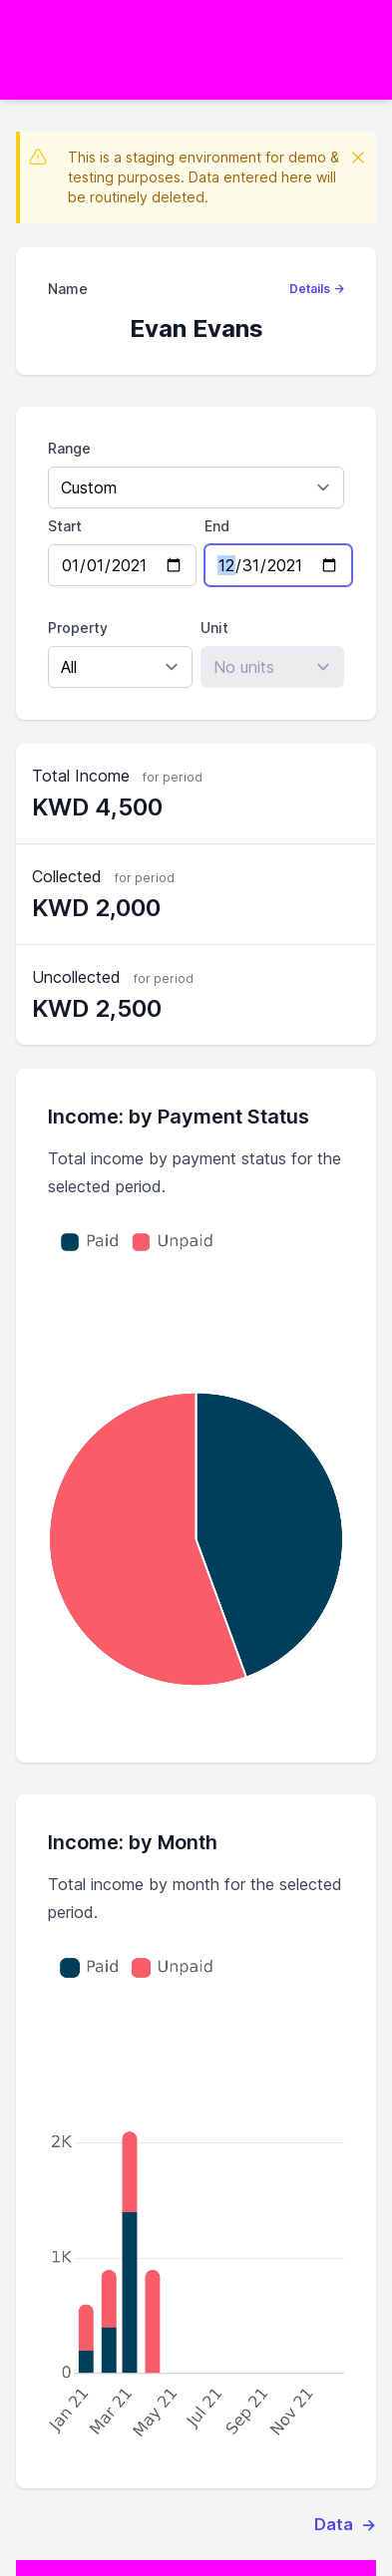 This is a staging environment for demo &
testing purposes. Data entered here will
be routinely deleted.
Name Details →
Evan Evans
Range
Custom
Start End
01/01/2021 12/31/2021
Property Unit
All No units
Total Income for period
KWD 4,500
Collected for period
KWD 2,000
Uncollected for period
KWD 2,500
Income: by Payment Status
Total income by payment status for the
selected period.
Paid Unpaid
Income: by Month
Total income by month for the selected
period.
Paid Unpaid
2K
1K
0
Jan 21 Mar 21 May 21 Jul 21 Sep 21 Nov 21
Data →